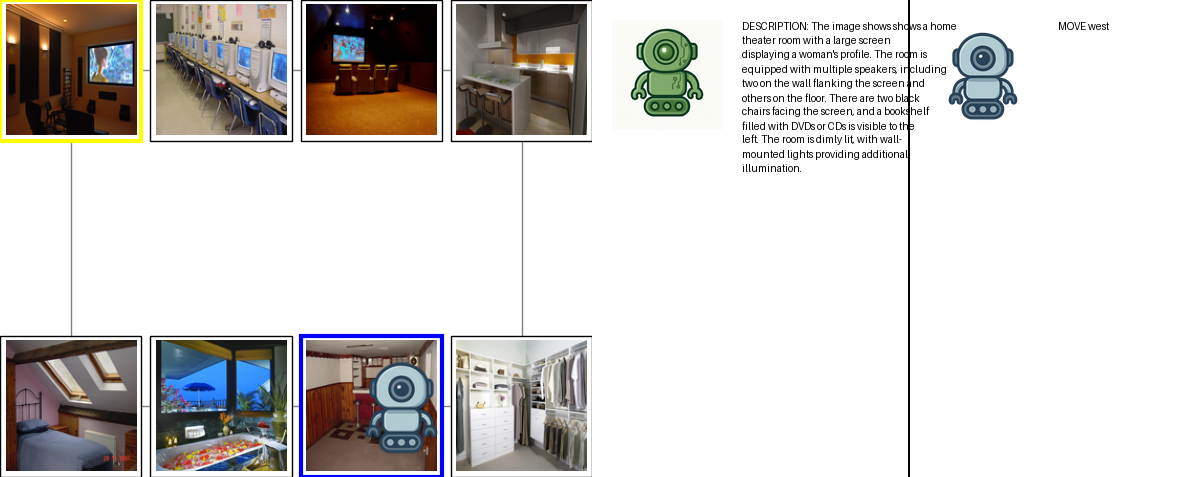 DESCRIPTION: The image shows shows a home
theater room with a large screen
displaying a woman's profile. The room is
equipped with multiple speakers, including
two on the wall flanking the screen and
others on the floor. There are two black
chairs facing the screen, and a bookshelf
filled with DVDs or CDs is visible to the
left. The room is dimly lit, with wall-
mounted lights providing additional
illumination.
MOVE west